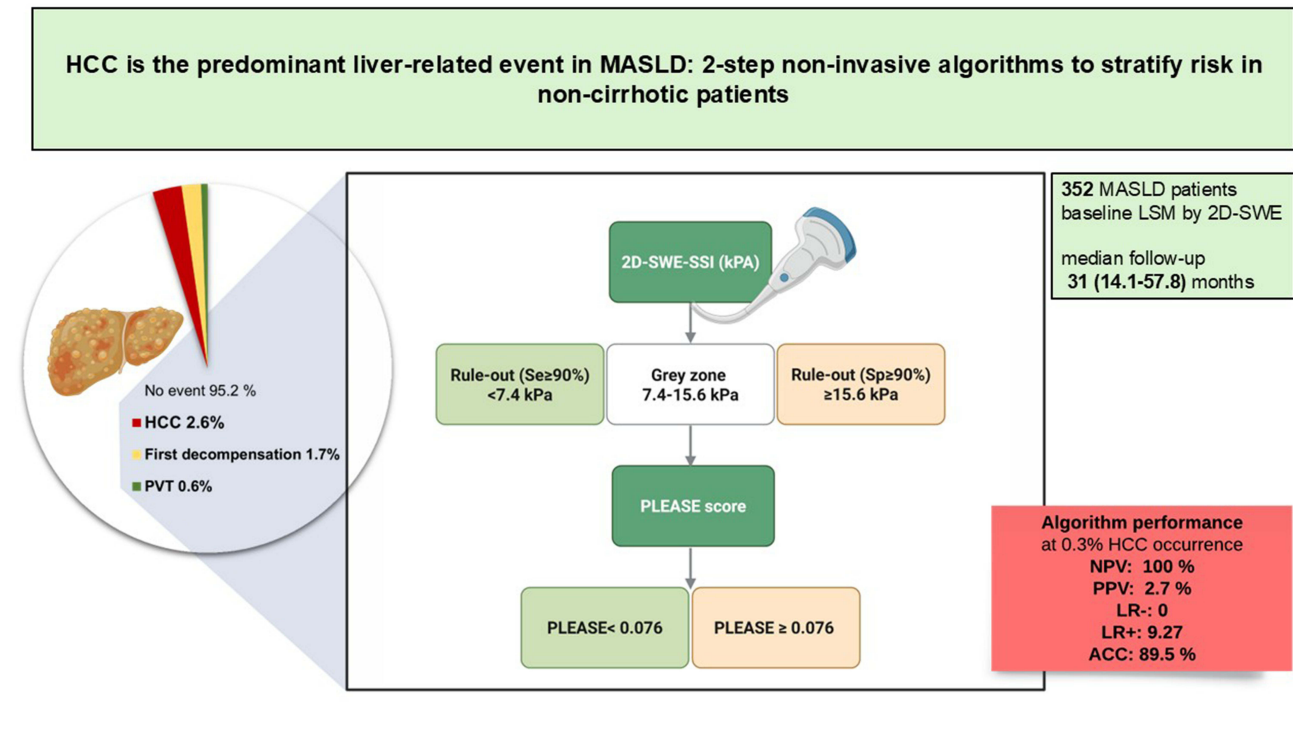 HCC is the predominant liver-related event in MASLD: 2-step non-invasive algorithms to stratify risk in
non-cirrhotic patients
No event 95.2 %
HCC 2.6%
First decompensation 1.7%
PVT 0.6%
2D-SWE-SSI (kPA)
Rule-out (Se≥90%)
<7.4 kPa
Grey zone
7.4-15.6 kPa
Rule-out (Sp≥90%)
≥15.6 kPa
PLEASE score
PLEASE< 0.076
PLEASE ≥ 0.076
352 MASLD patients
baseline LSM by 2D-SWE
median follow-up
31 (14.1-57.8) months
Algorithm performance
at 0.3% HCC occurrence
NPV: 100 %
PPV: 2.7 %
LR-: 0
LR+: 9.27
ACC: 89.5 %